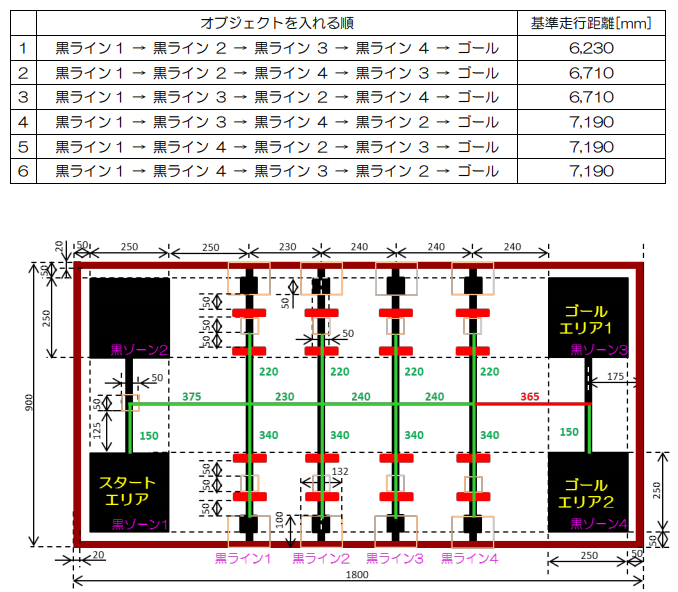 オブジェクトを入れる順 基準走行距離[mm]
1 黒ライン1 → 黒ライン 2 → 黒ライン 3 → 黒ライン 4 → ゴール 6,230
2 黒ライン1 → 黒ライン 2 → 黒ライン 4 → 黒ライン 3 → ゴール 6,710
3 黒ライン1 → 黒ライン 3 → 黒ライン 2 → 黒ライン 4 → ゴール 6,710
4 黒ライン1 → 黒ライン 3 → 黒ライン 4 → 黒ライン 2 → ゴール 7,190
5 黒ライン1 → 黒ライン 4 → 黒ライン 2 → 黒ライン 3 → ゴール 7,190
6 黒ライン1 → 黒ライン 4 → 黒ライン 3 → 黒ライン 2 → ゴール 7,190
50 20 250 250 230 240 240 240
50
50 50
250
ゴール
エリア1
50 50
黒ゾーン2 黒ゾーン3
50 220 220 220 220 175
900 50 375 230 240 240 365
125 150 340 340 340 340 150
50 132
スタート
エリア
50
ゴール
エリア2
250
50 100
黒ゾーン1 黒ゾーン4
50
20 黒ライン1 黒ライン2 黒ライン3 黒ライン4 250 50
1800